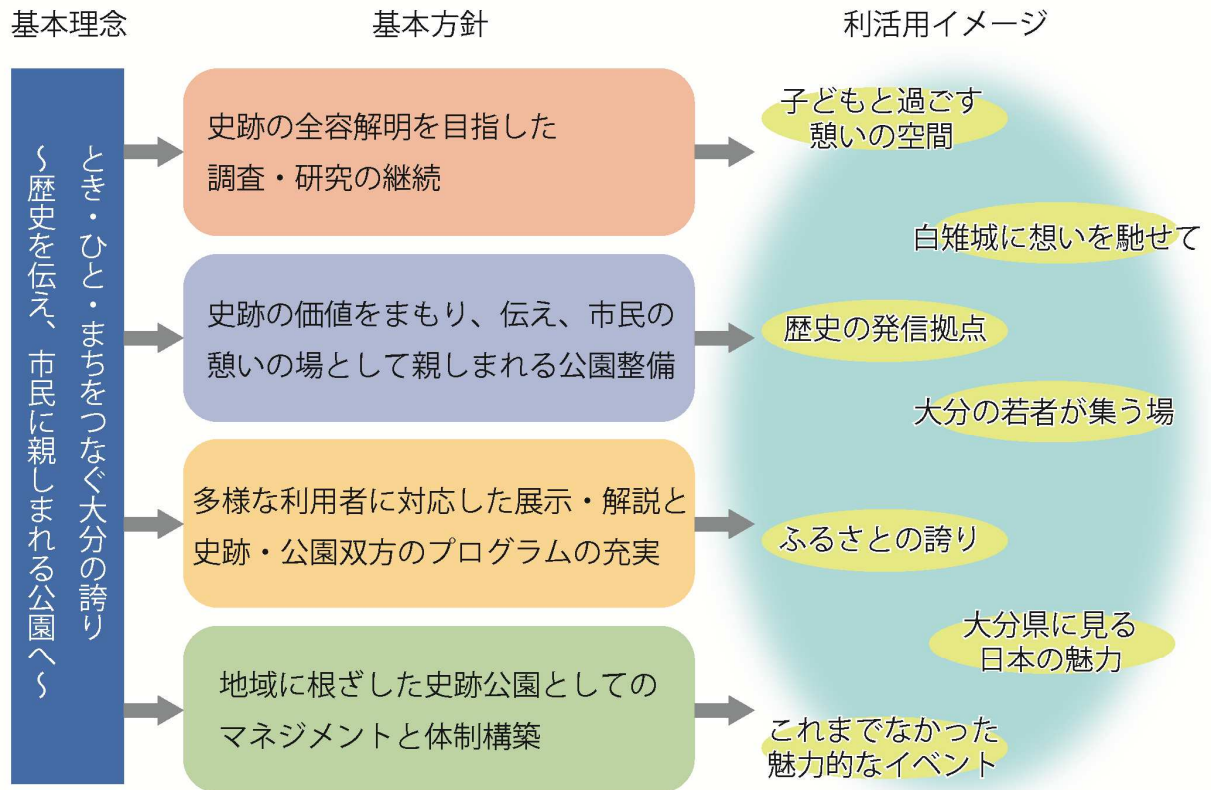 基本理念
基本方針
利活用イメージ
とき・ひと・まちをつなぐ大分の誇り
～歴史を伝え、市民に親しまれる公園へ～
史跡の全容解明を目指した
調査・研究の継続
史跡の価値をまもり、伝え、市民の
憩いの場として親しまれる公園整備
多様な利用者に対応した展示・解説と
史跡・公園双方のプログラムの充実
地域に根ざした史跡公園としての
マネジメントと体制構築
子どもと過ごす
憩いの空間
白雉城に想いを馳せて
歴史の発信拠点
大分の若者が集う場
ふるさとの誇り
大分県に見る
日本の魅力
これまでなかった
魅力的なイベント